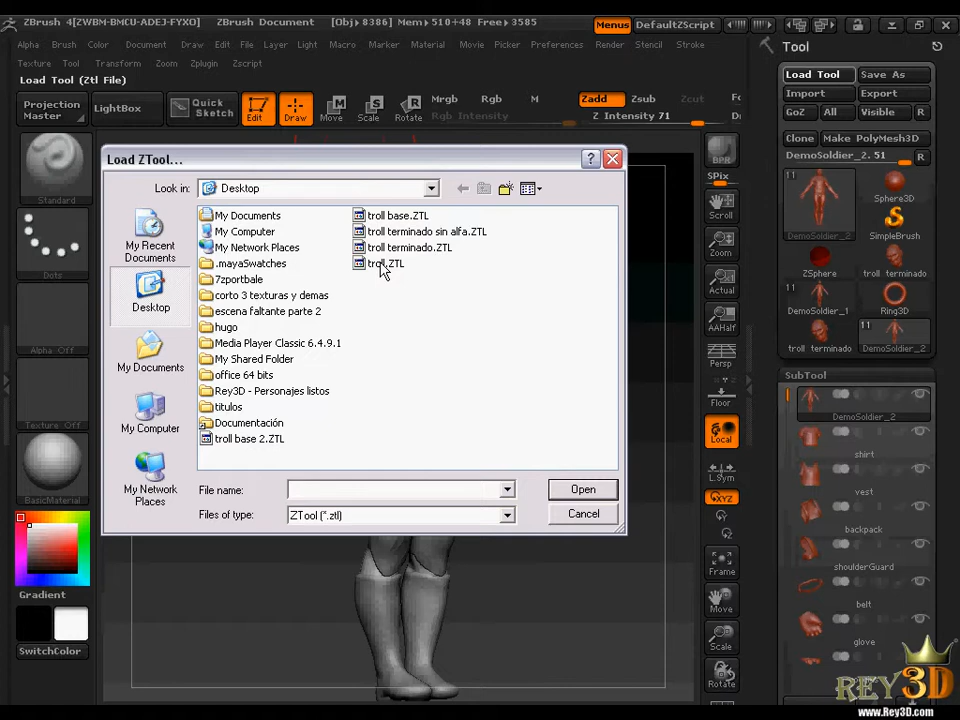 ZBrush 4[ZWBM-BMCU-ADEJ-FYXO] ZBrush Document [Obj▸8386] Mem▸510+48 Free▸3585 Menus DefaultZScript
Alpha Brush Color Document Draw Edit File Layer Light Macro Marker Material Movie Picker Preferences Render Stencil Stroke
Texture Tool Transform Zoom Zplugin Zscript
Load Tool (Ztl File)
Projection Master LightBox Quick Sketch Edit Draw Move Scale Rotate
Mrgb Rgb M Zadd Zsub Zcut
Rgb Intensity Z Intensity 71
Standard
Dots
Alpha Off
Texture Off
BasicMaterial
Gradient
SwitchColor
Load ZTool...
Look in: Desktop
My Recent Documents
Desktop
My Documents
My Computer
My Network Places
My Documents
My Computer
My Network Places
.mayaSwatches
7zportbale
corto 3 texturas y demas
escena faltante parte 2
hugo
Media Player Classic 6.4.9.1
My Shared Folder
office 64 bits
Rey3D - Personajes listos
titulos
Documentación
troll base 2.ZTL
troll base.ZTL
troll terminado sin alfa.ZTL
troll terminado.ZTL
troll.ZTL
File name: Open
Files of type: ZTool (*.ztl) Cancel
BPR
SPix
Scroll
Zoom
Actual
AAHalf
Persp
Floor
Local
L.Sym
XYZ
Frame
Move
Scale
Rotate
Tool
Load Tool Save As
Import Export
GoZ All Visible R
Clone Make PolyMesh3D
DemoSoldier_2. 51 R
11
DemoSoldier_2
Sphere3D
SimpleBrush
ZSphere troll terminado
DemoSoldier_1 Ring3D
11
troll terminado DemoSoldier_2
SubTool
DemoSoldier_2
shirt
vest
backpack
shoulderGuard
belt
glove
REY3D
www.Rey3D.com